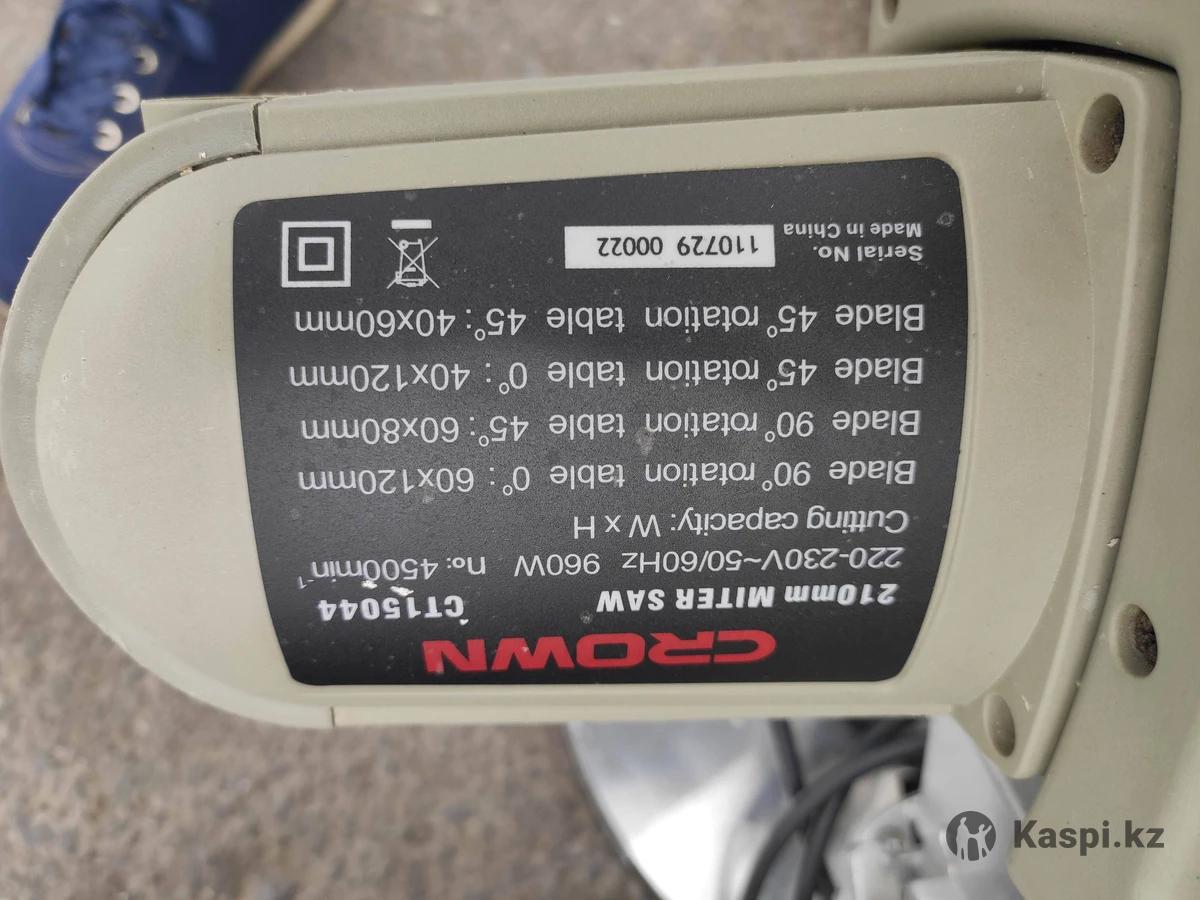 CROWN
210mm MITER SAW CT15044
220-230V~50/60Hz 960W no: 4500min⁻¹
Cutting capacity: W x H
Blade 90° rotation table 0°: 60x120mm
Blade 90° rotation table 45°: 60x80mm
Blade 45° rotation table 0°: 40x120mm
Blade 45° rotation table 45°: 40x60mm
Serial No. 110729 00022
Made in China
Kaspi.kz